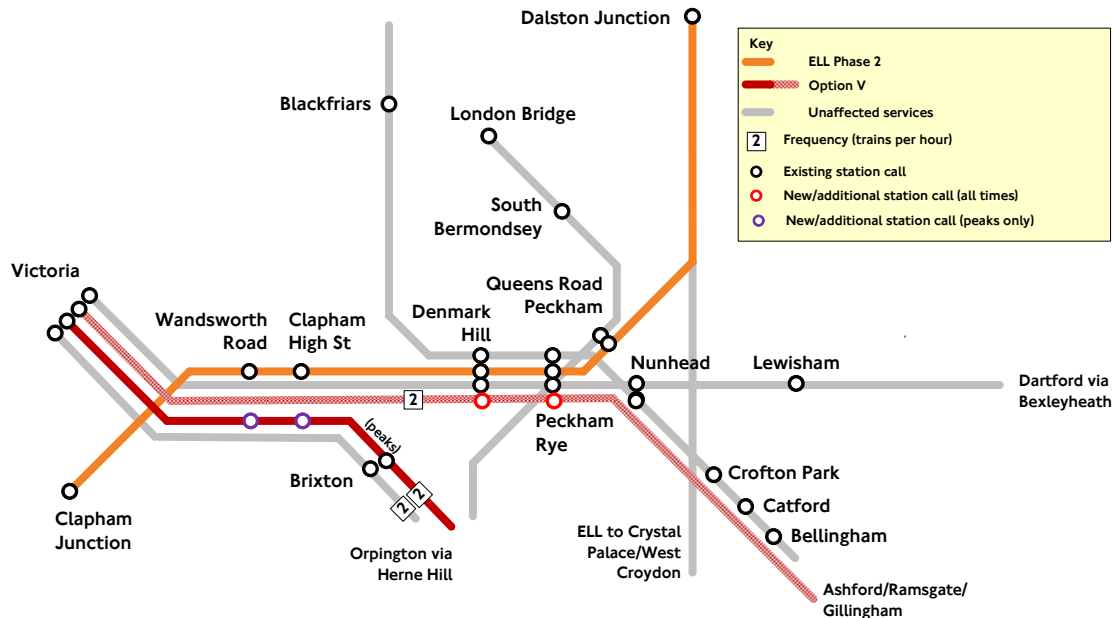 Dalston Junction
Key
ELL Phase 2
Option V
Unaffected services
2
Frequency (trains per hour)
Existing station call
New/additional station call (all times)
New/additional station call (peaks only)
Blackfriars
London Bridge
South
Bermondsey
Victoria
Queens Road
Peckham
Wandsworth
Road
Clapham
High St
Denmark
Hill
Nunhead
Lewisham
Dartford via
Bexleyheath
2
Peckham
Rye
(peaks)
Brixton
2
2
Crofton Park
Catford
Bellingham
Clapham
Junction
Orpington via
Herne Hill
ELL to Crystal
Palace/West
Croydon
Ashford/Ramsgate/
Gillingham